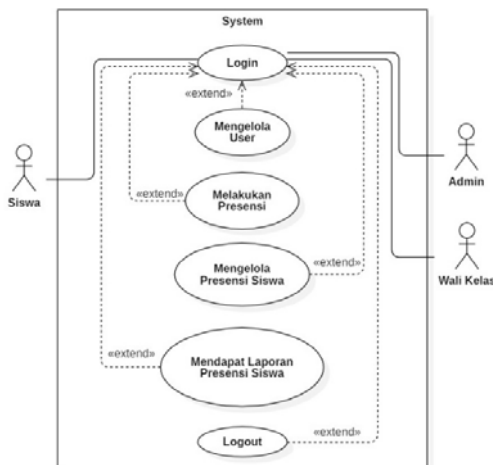 System
Login
«extend»
Mengelola
User
Siswa
Admin
«extend»
Melakukan
Presensi
Mengelola
Presensi Siswa
«extend»
Wali Kelas
«extend»
Mendapat Laporan
Presensi Siswa
Logout
«extend»